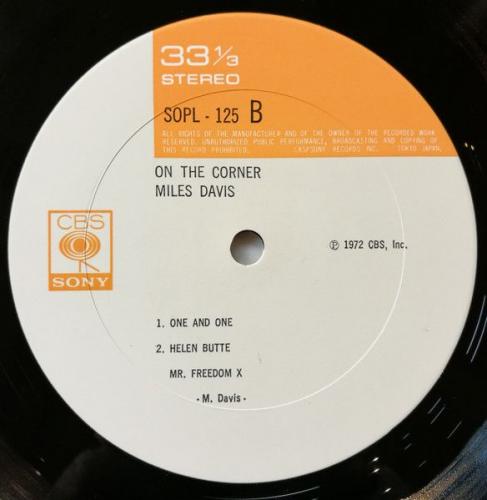 33 1/3
STEREO
SOPL - 125 B
ALL RIGHTS OF THE MANUFACTURER AND OF THE OWNER OF THE RECORDED WORK
RESERVED. UNAUTHORIZED PUBLIC PERFORMANCE, BROADCASTING AND COPYING OF
THIS RECORD PROHIBITED. CBS/SONY RECORDS INC. TOKYO JAPAN.
ON THE CORNER
MILES DAVIS
CBS
SONY
℗ 1972 CBS, Inc.
1. ONE AND ONE
2. HELEN BUTTE
MR. FREEDOM X
- M. Davis -